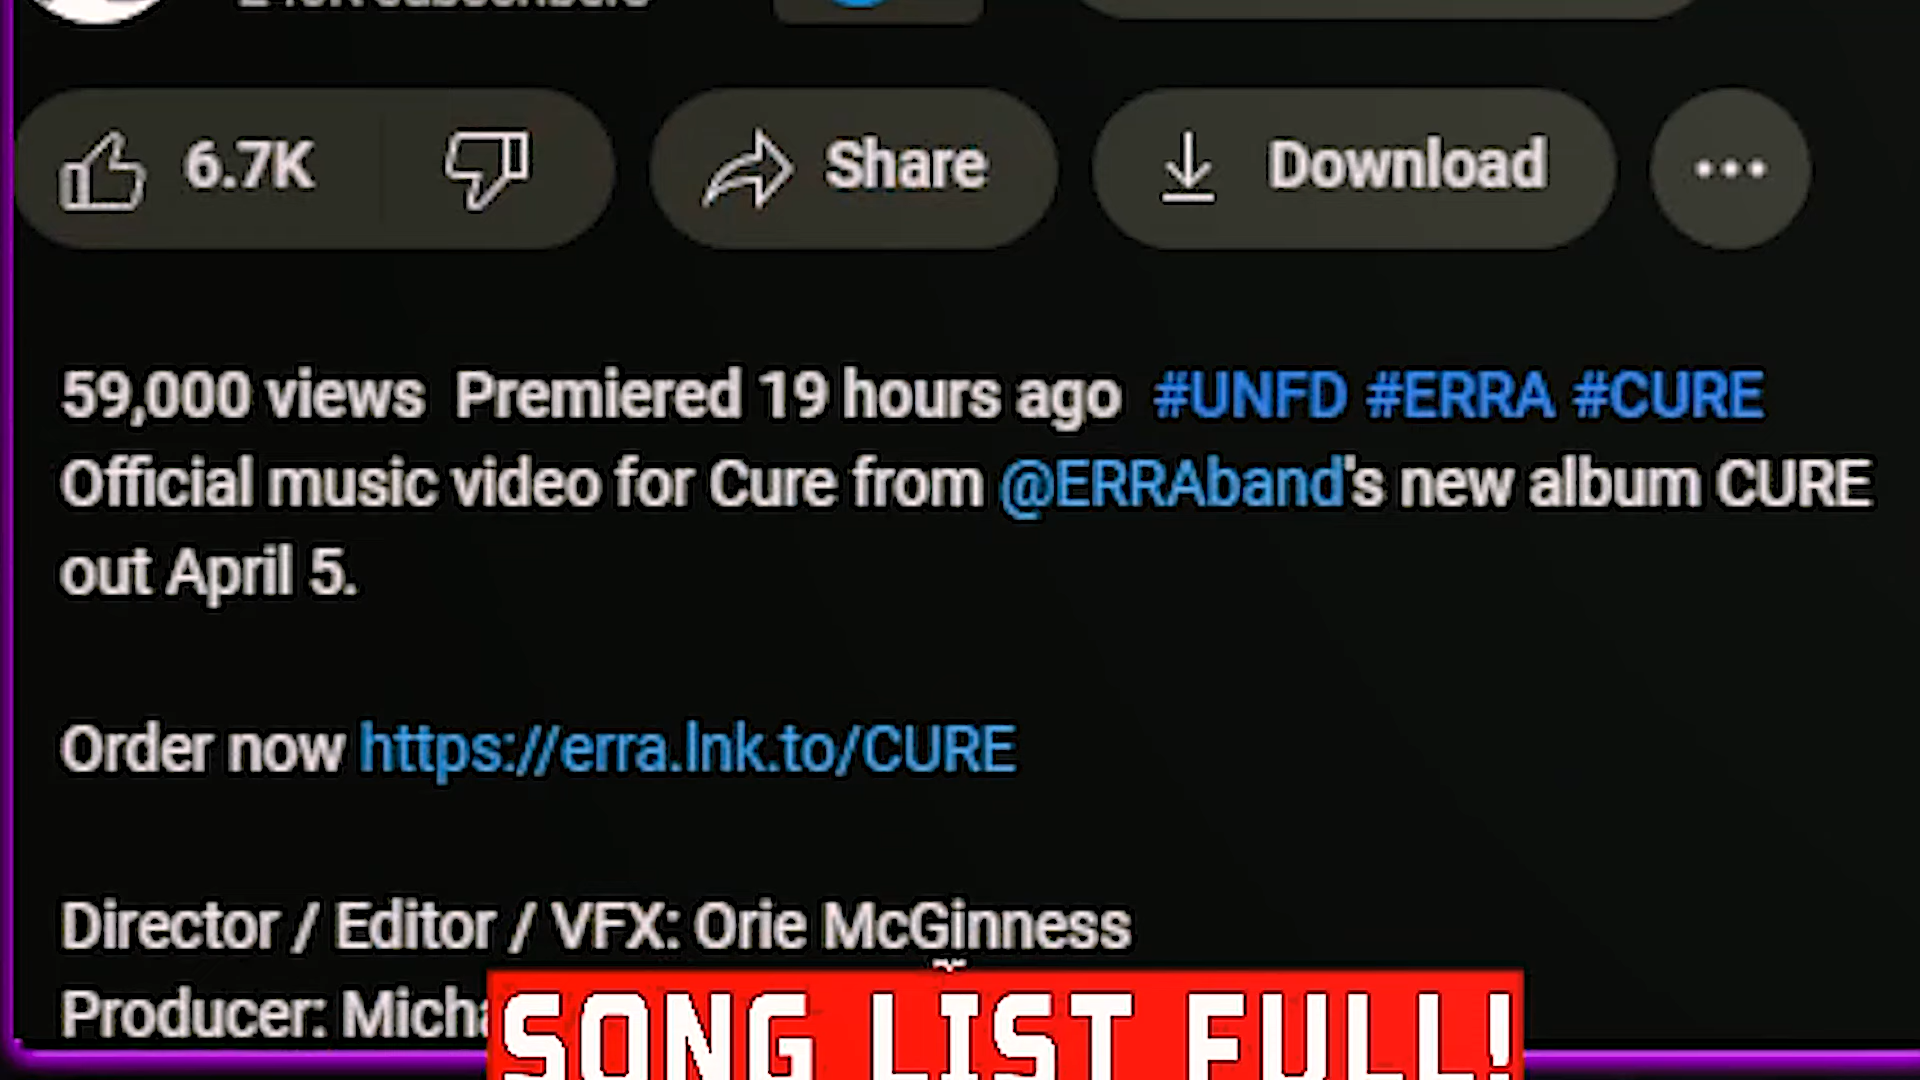 subscribers
6.7K Share Download
59,000 views Premiered 19 hours ago #UNFD #ERRA #CURE
Official music video for Cure from @ERRAband's new album CURE
out April 5.
Order now https://erra.lnk.to/CURE
Director / Editor / VFX: Orie McGinness
Producer:
SONG LIST FULL!